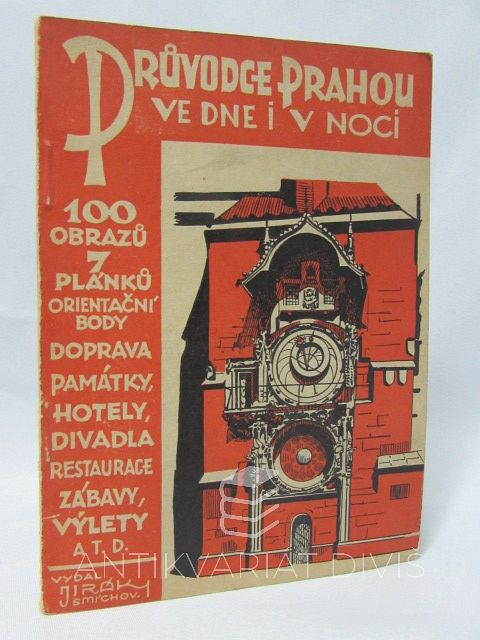 PRŮVODCE PRAHOU
VE DNE i V NOCi
100
OBRAZŮ
7
PLÁNKŮ
ORIENTAČNÍ
BODY
DOPRAVA
PAMÁTKY,
HOTELY,
DIVADLA
RESTAURACE
ZÁBAVY,
VÝLETY
A.T.D.
VYDAL
JIRÁK
SMÍCHOV.
ANTIKVARIÁT DIVIŠ